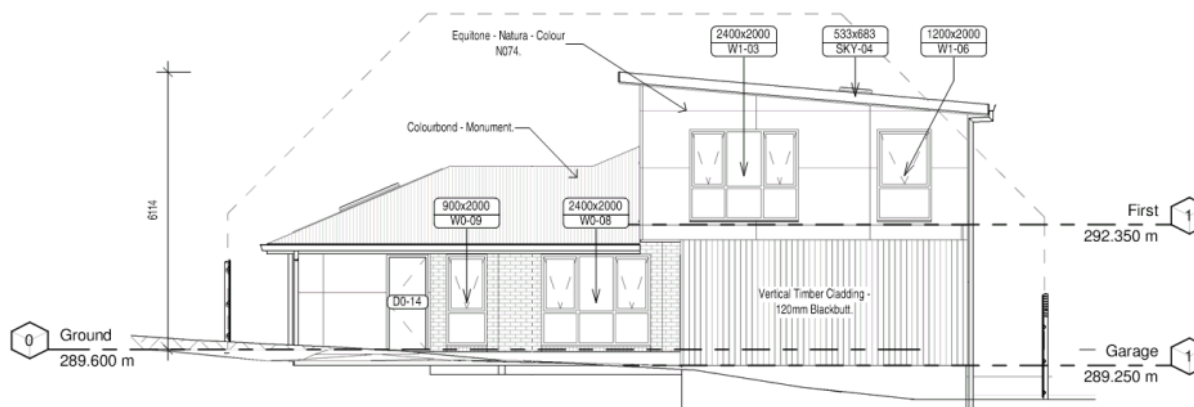 Equitone - Natura - Colour
N074.
2400x2000
W1-03
533x683
SKY-04
1200x2000
W1-06
Colourbond - Monument.
6114
900x2000
W0-09
2400x2000
W0-08
First
292.350 m
1
D0-14
Vertical Timber Cladding -
120mm Blackbutt.
0
Ground
289.600 m
Garage
289.250 m
1